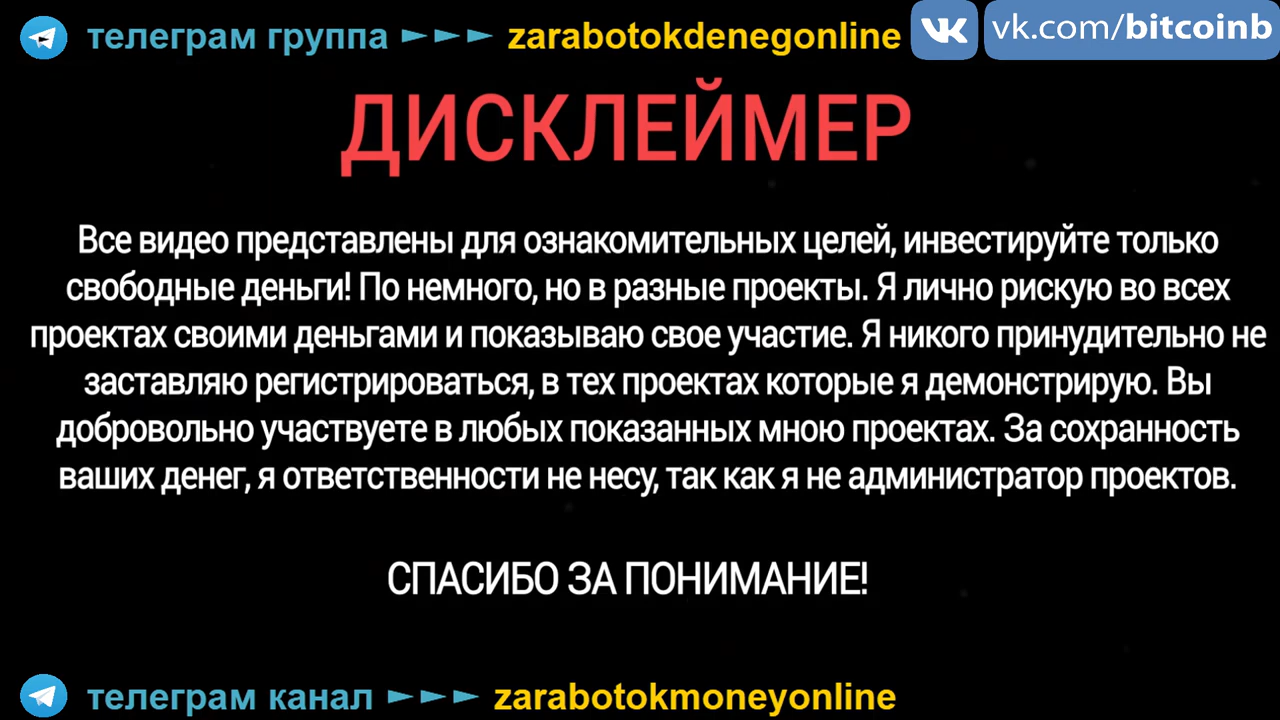 телеграм группа ►►► zarabotokdenegonline vk.com/bitcoinb
ДИСКЛЕЙМЕР
Все видео представлены для ознакомительных целей, инвестируйте только
свободные деньги! По немного, но в разные проекты. Я лично рискую во всех
проектах своими деньгами и показываю свое участие. Я никого принудительно не
заставляю регистрироваться, в тех проектах которые я демонстрирую. Вы
добровольно участвуете в любых показанных мною проектах. За сохранность
ваших денег, я ответственности не несу, так как я не администратор проектов.
СПАСИБО ЗА ПОНИМАНИЕ!
телеграм канал ►►► zarabotokmoneyonline